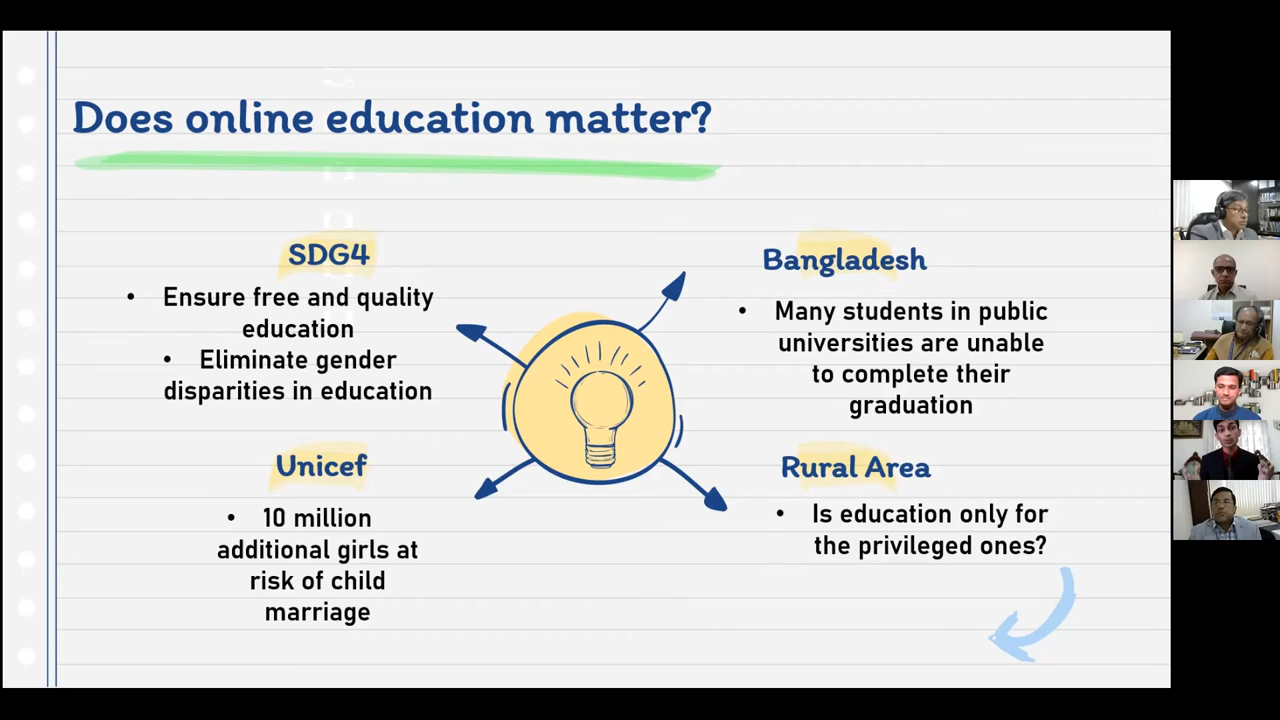 Does online education matter?
SDG4
• Ensure free and quality
education
• Eliminate gender
disparities in education
Bangladesh
• Many students in public
universities are unable
to complete their
graduation
Unicef
• 10 million
additional girls at
risk of child
marriage
Rural Area
• Is education only for
the privileged ones?